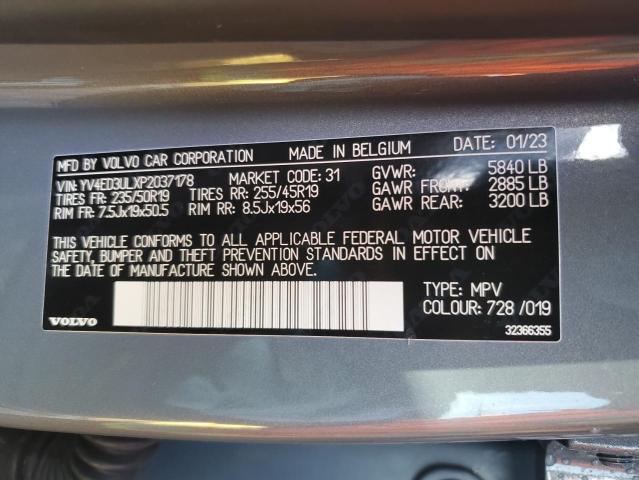 MFD BY VOLVO CAR CORPORATION MADE IN BELGIUM DATE: 01/23
VIN: YV4ED3ULXP2037178 MARKET CODE: 31 GVWR: 5840 LB
TIRES FR: 235/50R19 TIRES RR: 255/45R19 GAWR FRONT: 2885 LB
RIM FR: 7.5Jx19x50.5 RIM RR: 8.5Jx19x56 GAWR REAR: 3200 LB
THIS VEHICLE CONFORMS TO ALL APPLICABLE FEDERAL MOTOR VEHICLE
SAFETY, BUMPER AND THEFT PREVENTION STANDARDS IN EFFECT ON THE
DATE OF MANUFACTURE SHOWN ABOVE.
TYPE: MPV
COLOUR: 728 /019
VOLVO 32366355